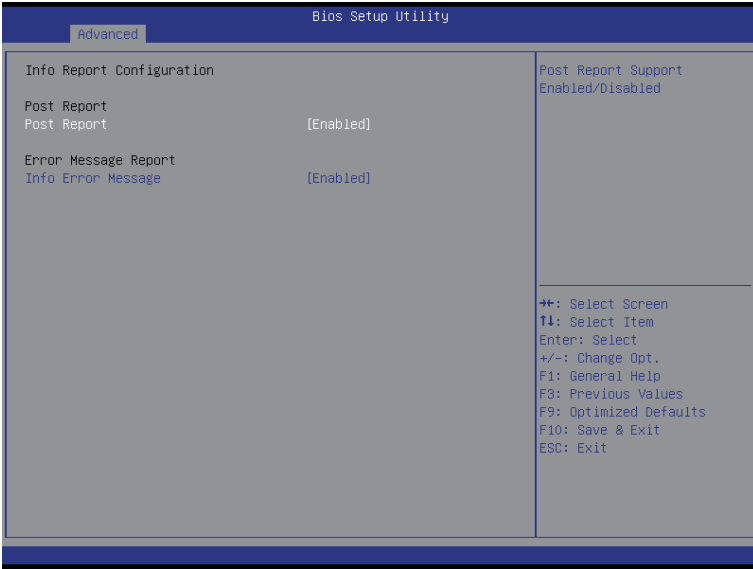 Bios Setup Utility
Advanced
Info Report Configuration
Post Report
Post Report [Enabled]
Error Message Report
Info Error Message [Enabled]
Post Report Support
Enabled/Disabled
→←: Select Screen
↑↓: Select Item
Enter: Select
+/-: Change Opt.
F1: General Help
F3: Previous Values
F9: Optimized Defaults
F10: Save & Exit
ESC: Exit